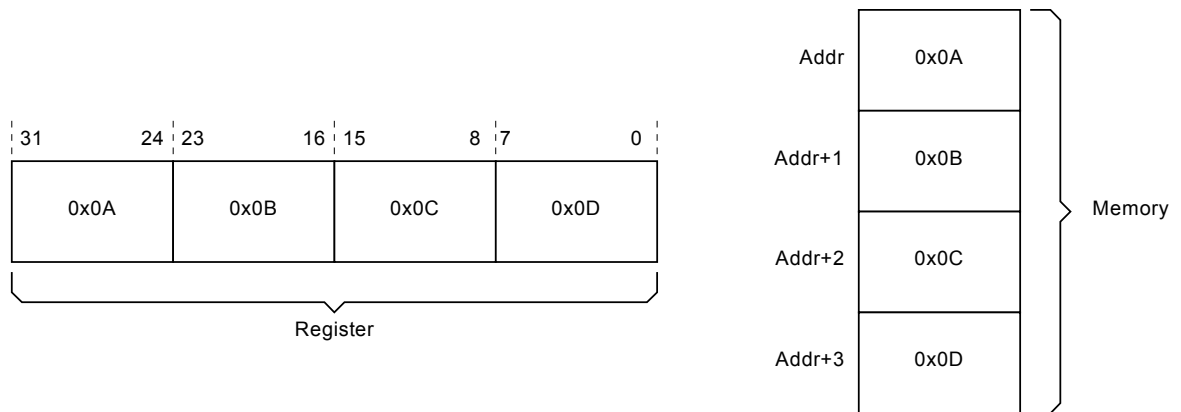 31 24 23 16 15 8 7 0
0x0A 0x0B 0x0C 0x0D
Register
Addr 0x0A
Addr+1 0x0B
Addr+2 0x0C
Addr+3 0x0D
Memory